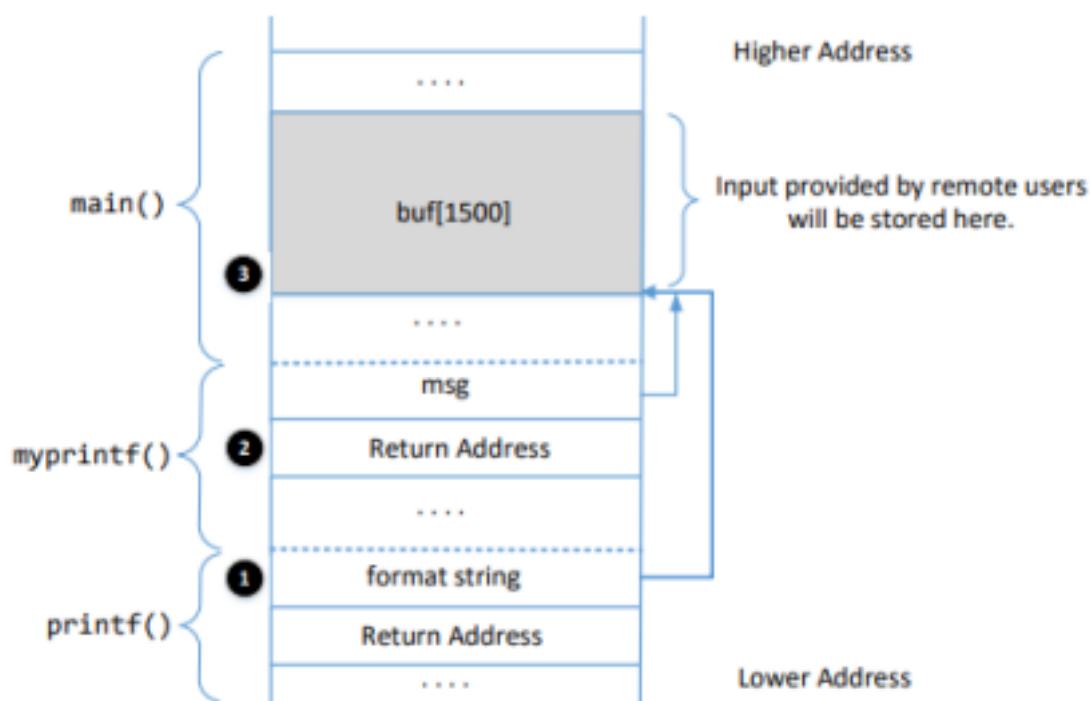 Higher Address
....
main()
buf[1500]
Input provided by remote users
will be stored here.
3
....
msg
myprintf()
2
Return Address
....
1
format string
printf()
Return Address
....
Lower Address